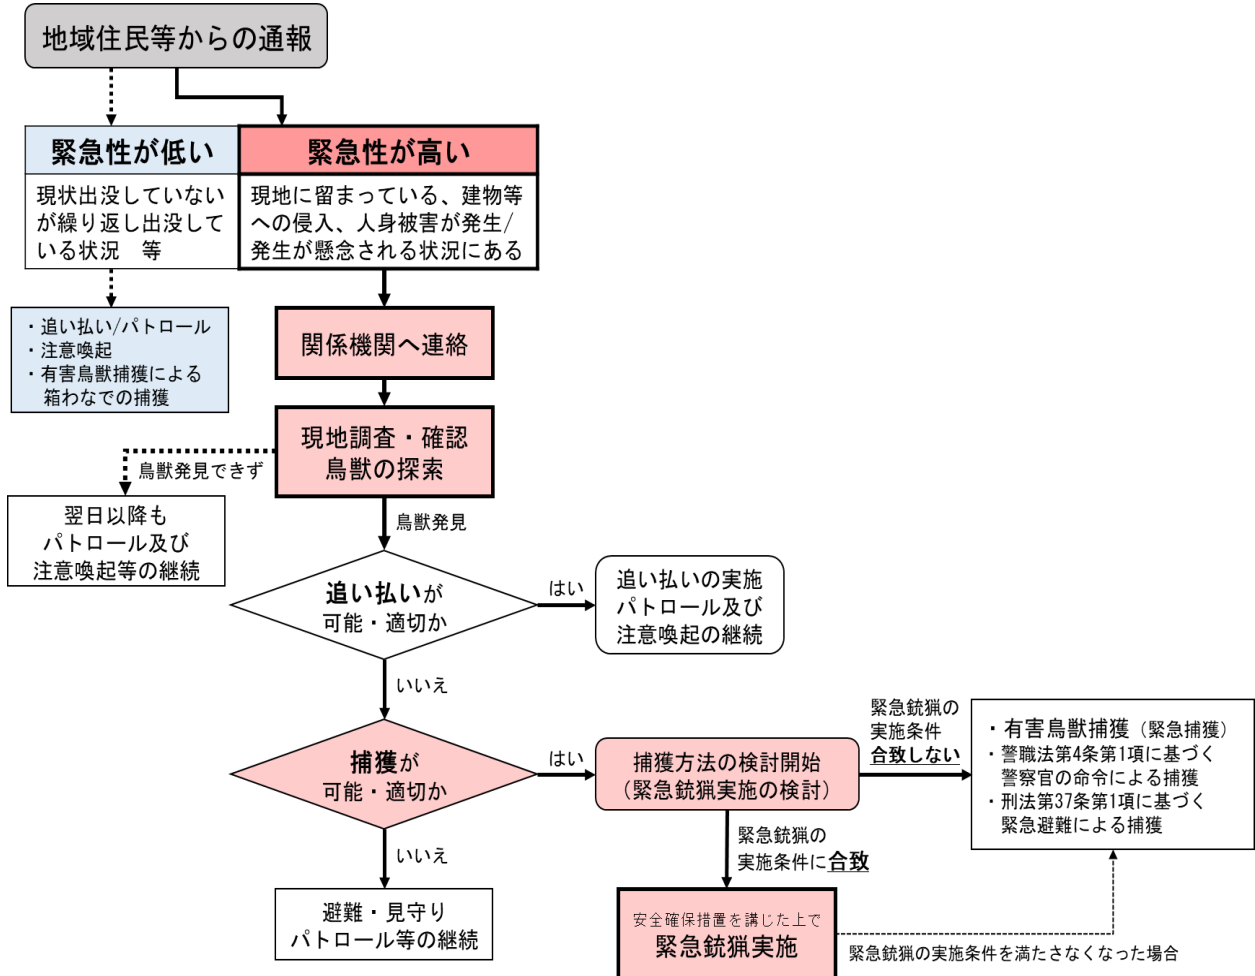 地域住民等からの通報
緊急性が低い
現状出没していない
が繰り返し出没して
いる状況　等
緊急性が高い
現地に留まっている、建物等
への侵入、人身被害が発生/
発生が懸念される状況にある
・追い払い/パトロール
・注意喚起
・有害鳥獣捕獲による
箱わなでの捕獲
関係機関へ連絡
現地調査・確認
鳥獣の探索
鳥獣発見できず
翌日以降も
パトロール及び
注意喚起等の継続
鳥獣発見
追い払いが
可能・適切か
はい
追い払いの実施
パトロール及び
注意喚起の継続
いいえ
捕獲が
可能・適切か
はい
捕獲方法の検討開始
（緊急銃猟実施の検討）
緊急銃猟の
実施条件
合致しない
・有害鳥獣捕獲（緊急捕獲）
・警職法第4条第1項に基づく
警察官の命令による捕獲
・刑法第37条第1項に基づく
緊急避難による捕獲
いいえ
避難・見守り
パトロール等の継続
緊急銃猟の
実施条件に合致
安全確保措置を講じた上で
緊急銃猟実施
緊急銃猟の実施条件を満たさなくなった場合